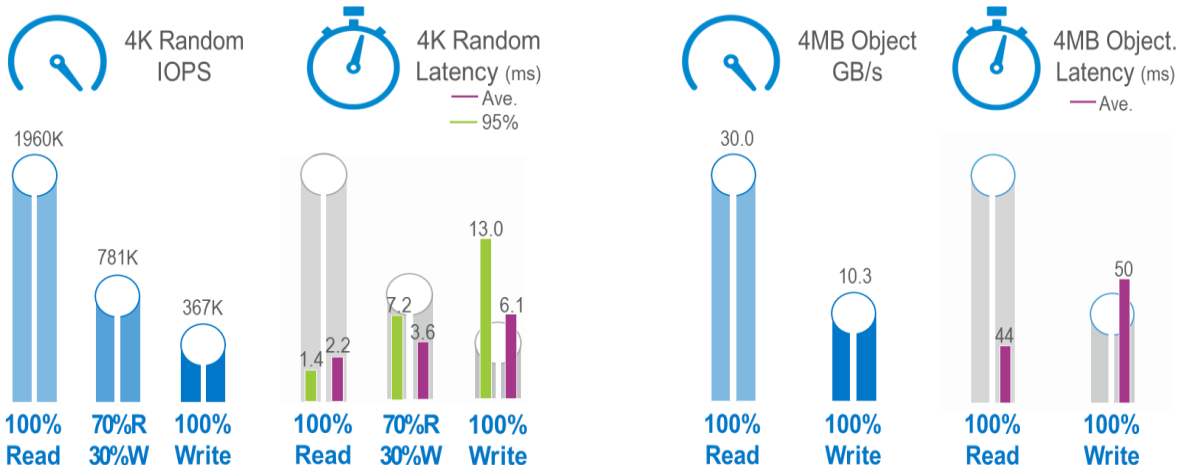 4K Random
IOPS
1960K
781K
367K
100%
Read
70%R
30%W
100%
Write
4K Random
Latency (ms)
Ave.
95%
1.4
2.2
7.2
3.6
13.0
6.1
100%
Read
70%R
30%W
100%
Write
4MB Object
GB/s
30.0
10.3
100%
Read
100%
Write
4MB Object.
Latency (ms)
Ave.
44
50
100%
Read
100%
Write